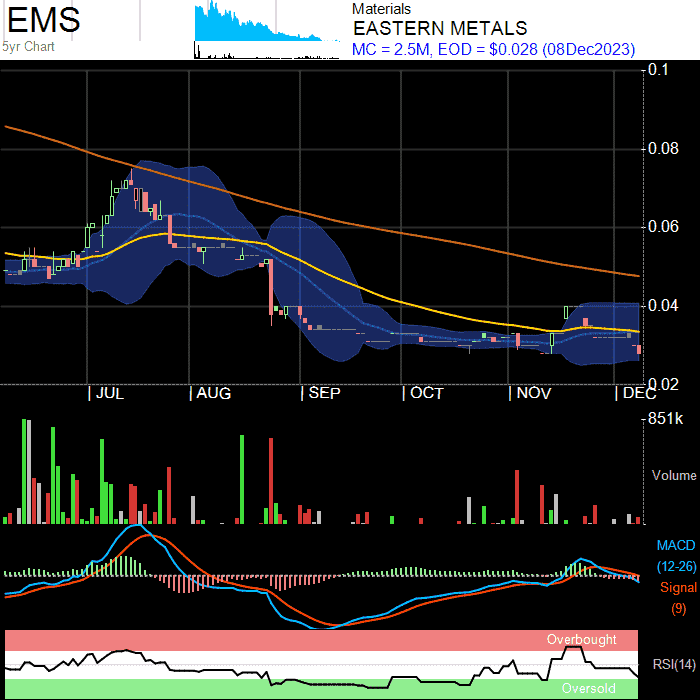 EMS
5yr Chart
Materials
EASTERN METALS
MC = 2.5M, EOD = $0.028 (08Dec2023)
0.1
0.08
0.06
0.04
0.02
JUL AUG SEP OCT NOV DEC
851k
Volume
MACD
(12-26)
Signal
(9)
Overbought
RSI(14)
Oversold